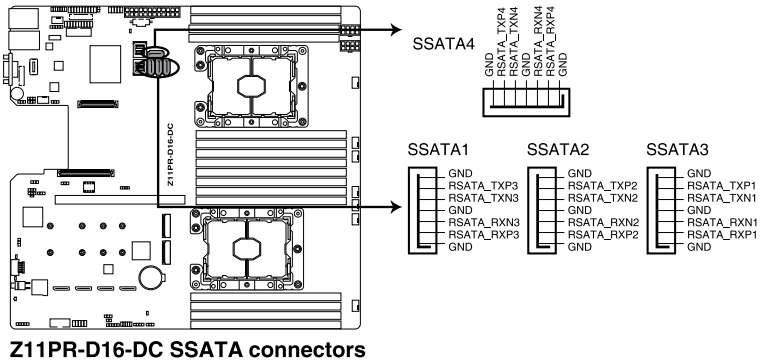 SSATA4
GND
RSATA_TXP4
RSATA_TXN4
GND
RSATA_RXN4
RSATA_RXP4
GND
Z11PR-D16-DC
SSATA1
GND
RSATA_TXP3
RSATA_TXN3
GND
RSATA_RXN3
RSATA_RXP3
GND
SSATA2
GND
RSATA_TXP2
RSATA_TXN2
GND
RSATA_RXN2
RSATA_RXP2
GND
SSATA3
GND
RSATA_TXP1
RSATA_TXN1
GND
RSATA_RXN1
RSATA_RXP1
GND
Z11PR-D16-DC SSATA connectors